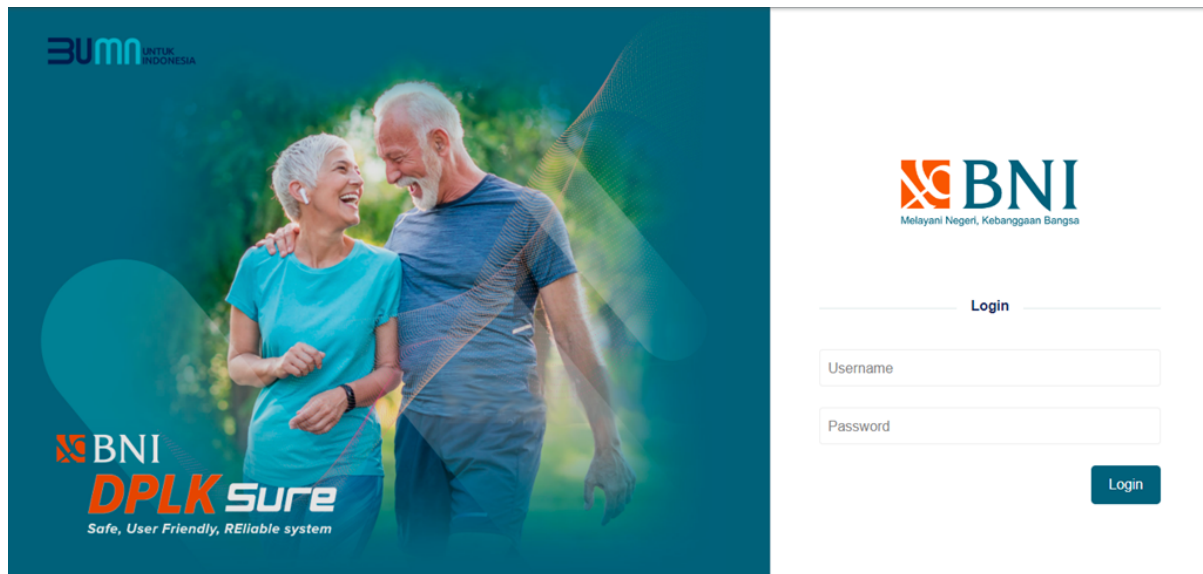 BUMN UNTUK
INDONESIA
BNI
DPLK Sure
Safe, User Friendly, REliable system
BNI
Melayani Negeri, Kebanggaan Bangsa
Login
Username
Password
Login